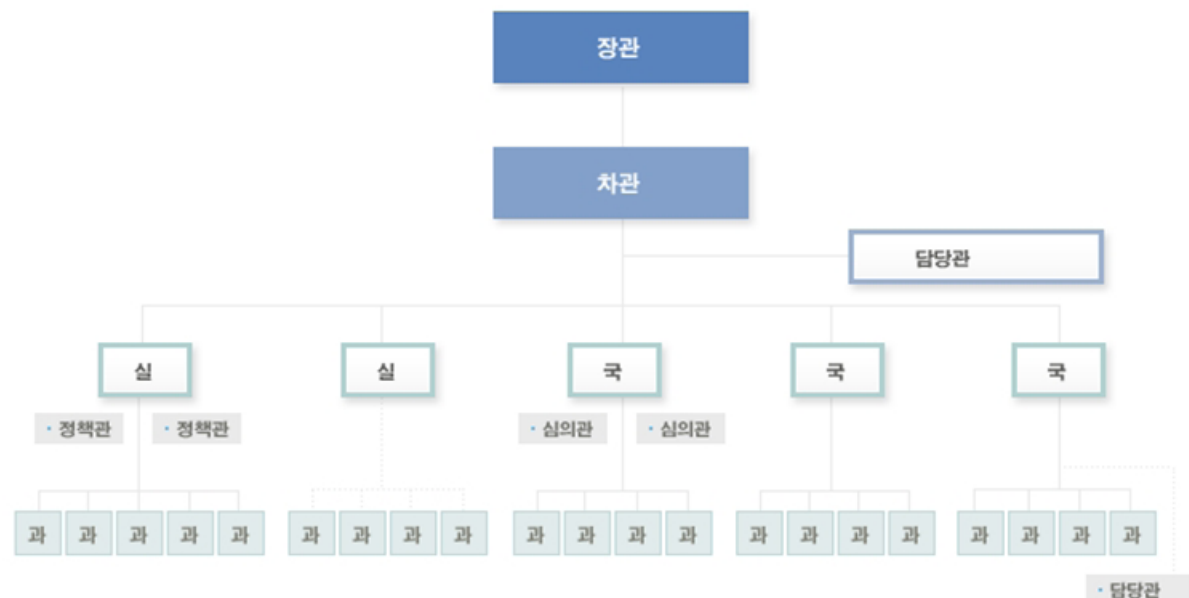 장관
차관
담당관
실 실 국 국 국
· 정책관 · 정책관 · 심의관 · 심의관
과 과 과 과 과 과 과 과 과 과 과 과 과 과 과 과 과 과 과 과 과
· 담당관